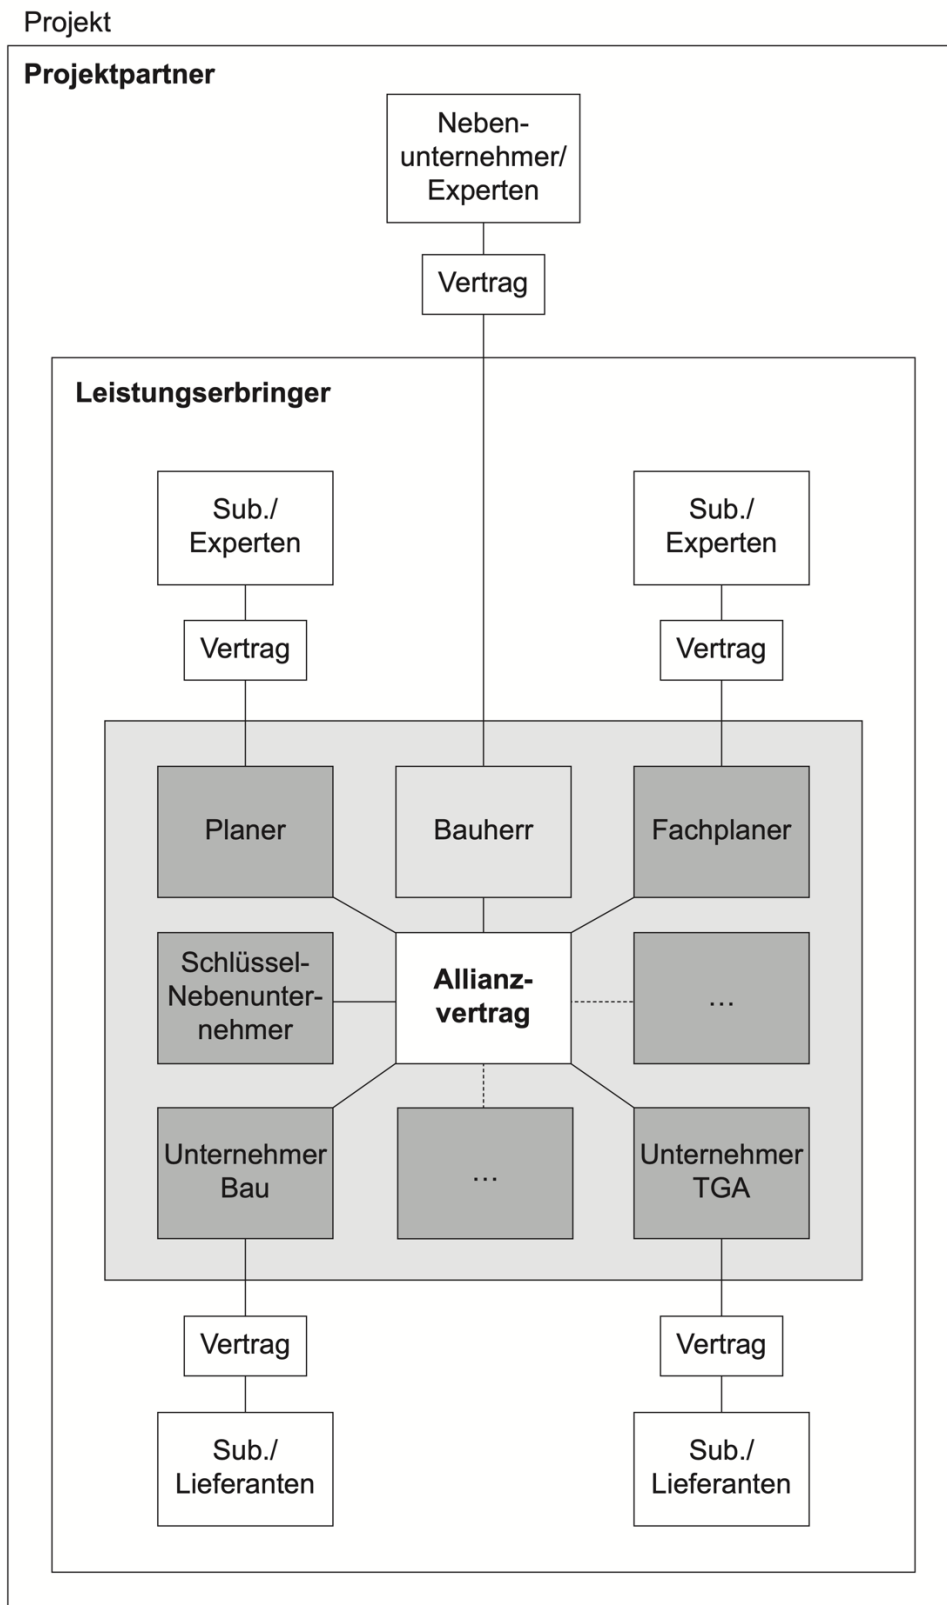 Projekt
Projektpartner
Neben-
unternehmer/
Experten
Vertrag
Leistungserbringer
Sub./
Experten
Sub./
Experten
Vertrag
Vertrag
Planer
Bauherr
Fachplaner
Schlüssel-
Nebenunter-
nehmer
Allianz-
vertrag
...
Unternehmer
Bau
...
Unternehmer
TGA
Vertrag
Vertrag
Sub./
Lieferanten
Sub./
Lieferanten